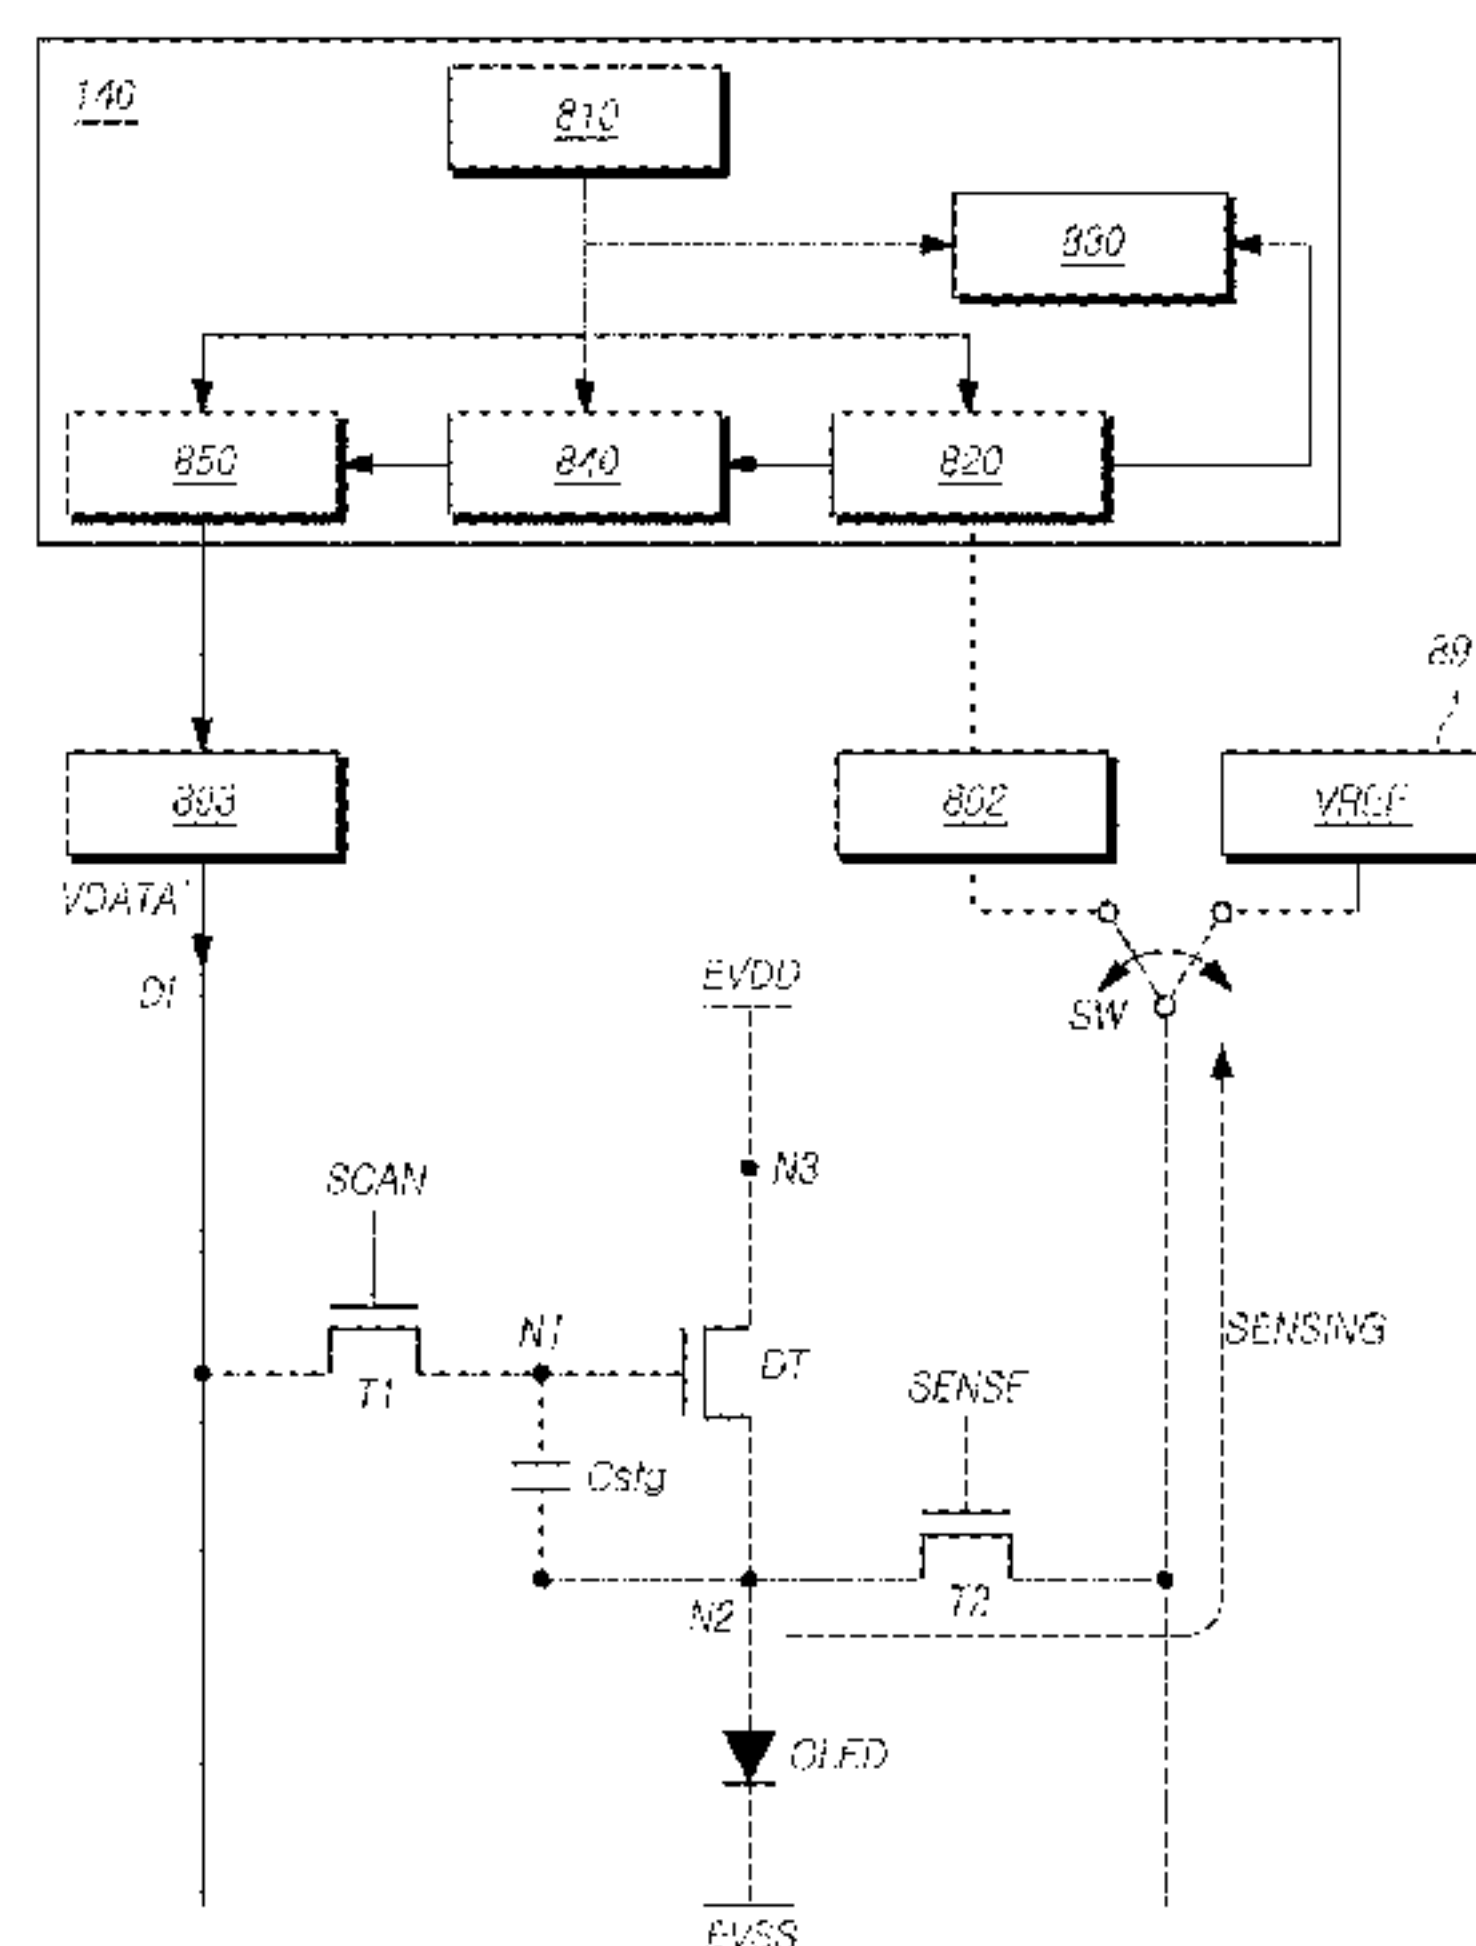 140
810
830
850
840
820
89
803
802
VREF
VDATA'
D1
EVDD
SW
N3
SCAN
SENSING
N1
DT
T1
SENSE
Cstg
T2
N2
OLED
EVSS